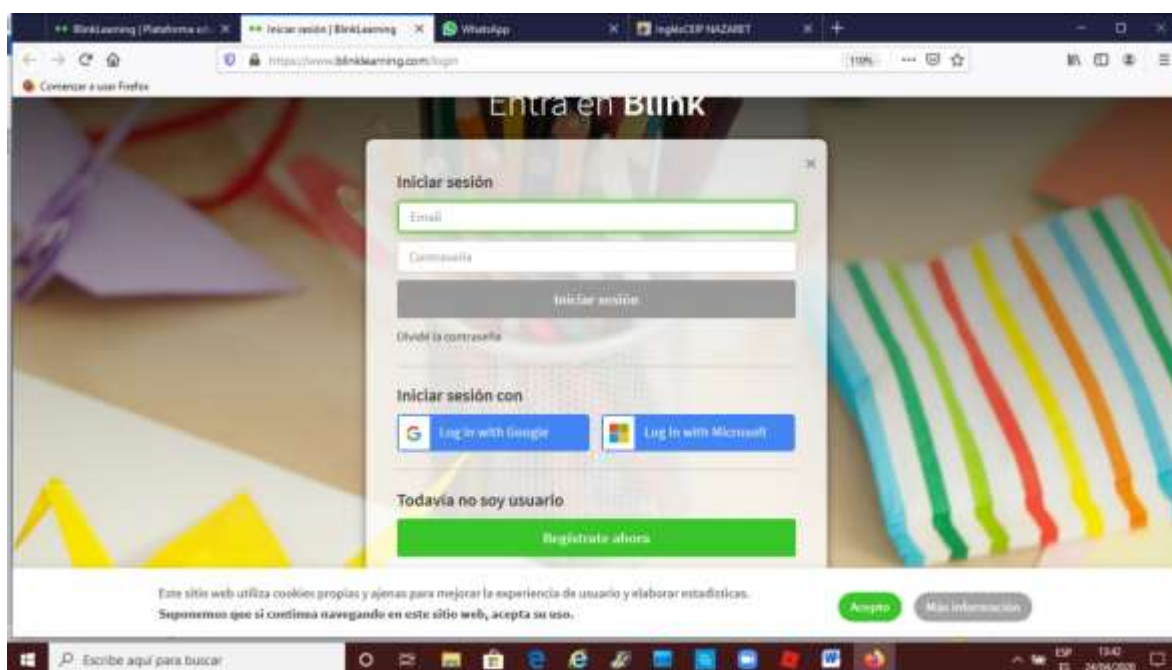 BlinkLearning | Plataforma
Iniciar sesión | BlinkLearning
WhatsApp
InglésCEIP NAZARET
https://www.blinklearning.com/login
110%
Comenzar a usar Firefox
Entra en Blink
Iniciar sesión
Email
Contraseña
Iniciar sesión
Olvidé la contraseña
Iniciar sesión con
Log in with Google
Log in with Microsoft
Todavía no soy usuario
Regístrate ahora
Este sitio web utiliza cookies propias y ajenas para mejorar la experiencia de usuario y elaborar estadísticas.
Suponemos que si continua navegando en este sitio web, acepta su uso.
Acepto
Más información
Escribe aquí para buscar
ESP
13:42
ES
24/04/2020